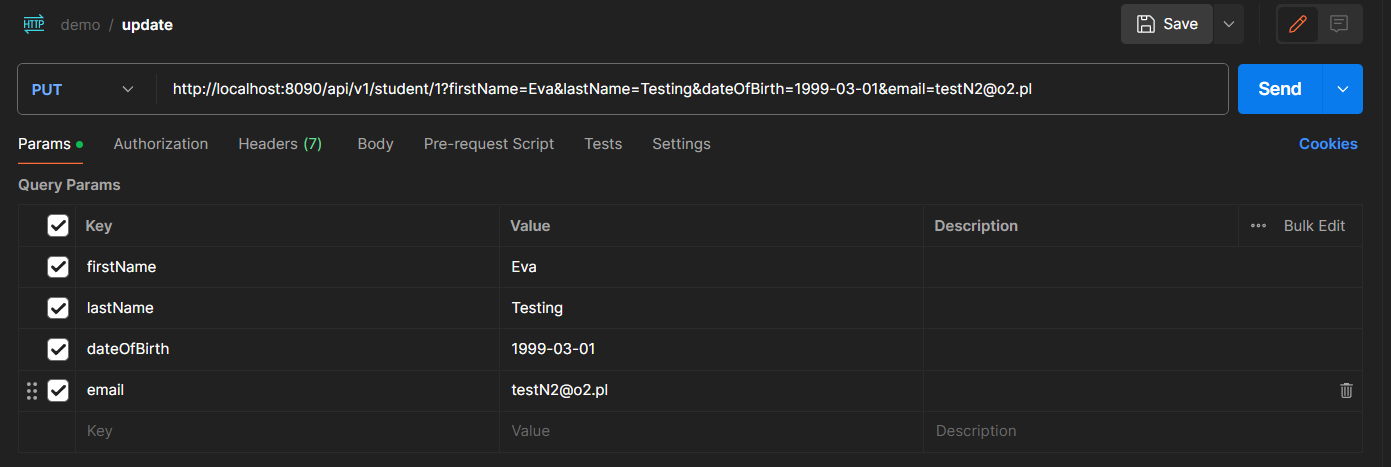 HTTP demo / update Save
PUT http://localhost:8090/api/v1/student/1?firstName=Eva&lastName=Testing&dateOfBirth=1999-03-01&email=testN2@o2.pl Send
Params Authorization Headers (7) Body Pre-request Script Tests Settings Cookies
Query Params
Key Value Description Bulk Edit
firstName Eva
lastName Testing
dateOfBirth 1999-03-01
email testN2@o2.pl
Key Value Description